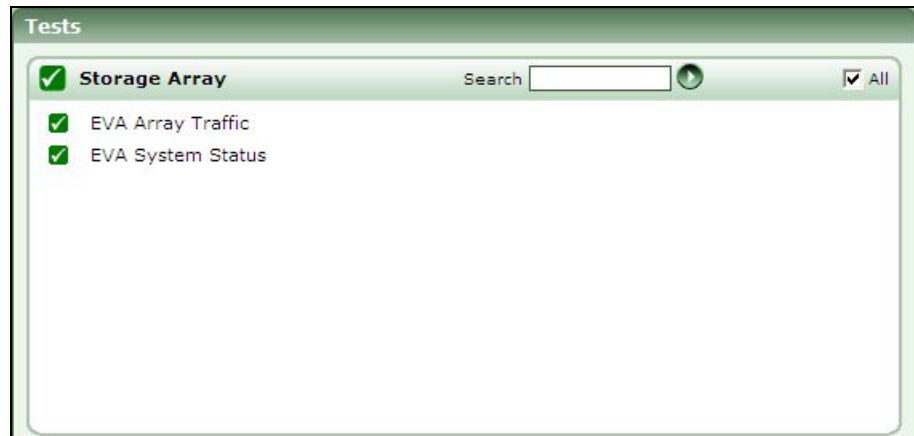 Tests
Storage Array Search All
EVA Array Traffic
EVA System Status